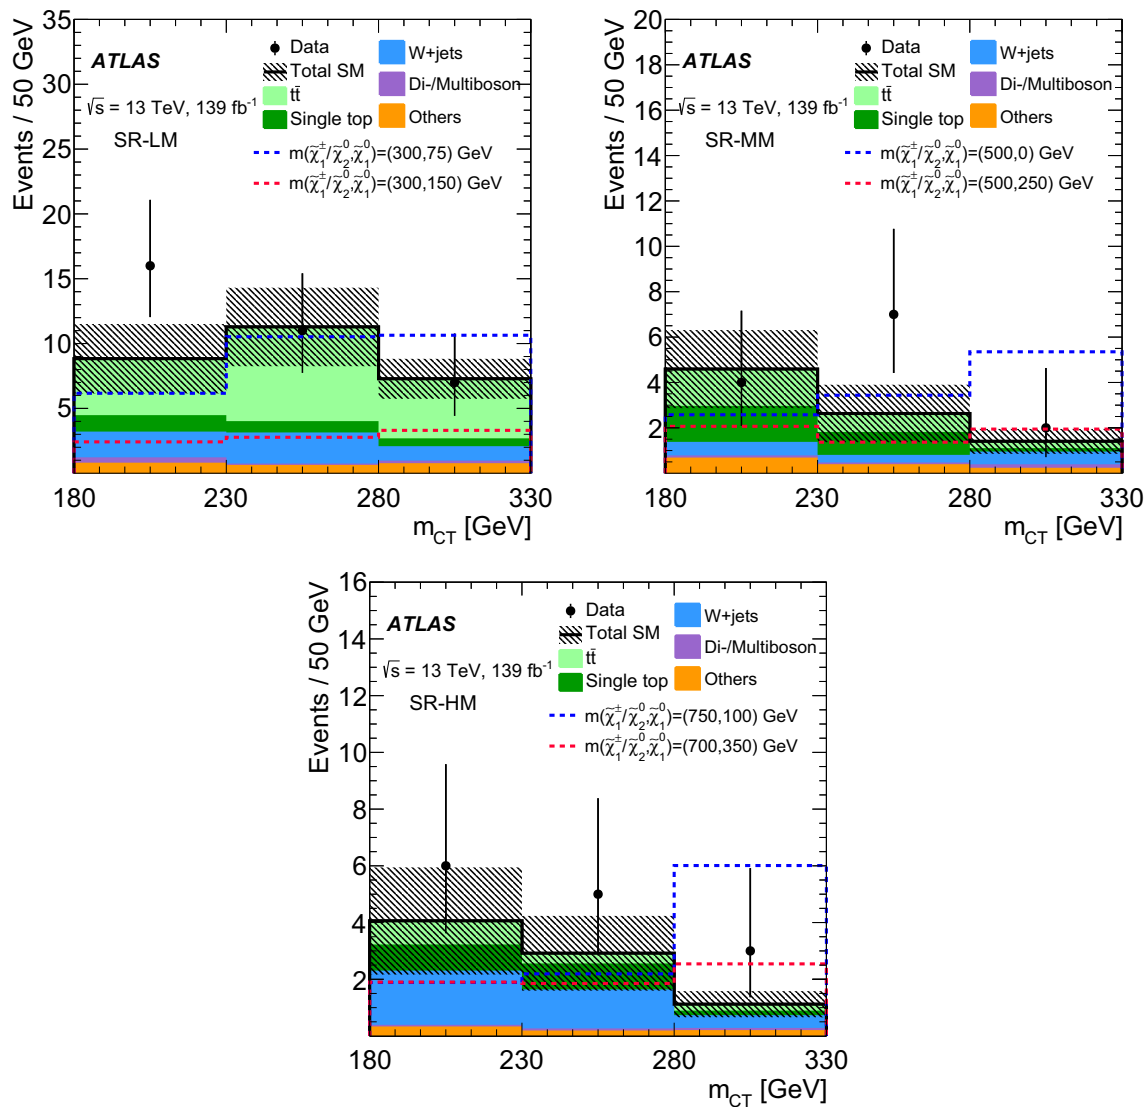 Events / 50 GeV
35
30
25
20
15
10
5
ATLAS
√s = 13 TeV, 139 fb⁻¹
SR-LM
Data
Total SM
tt̄
Single top
W+jets
Di-/Multiboson
Others
m(χ̃₁±/χ̃₂⁰,χ̃₁⁰)=(300,75) GeV
m(χ̃₁±/χ̃₂⁰,χ̃₁⁰)=(300,150) GeV
180 230 280 330
m_CT [GeV]
Events / 50 GeV
20
18
16
14
12
10
8
6
4
2
ATLAS
√s = 13 TeV, 139 fb⁻¹
SR-MM
Data
Total SM
tt̄
Single top
W+jets
Di-/Multiboson
Others
m(χ̃₁±/χ̃₂⁰,χ̃₁⁰)=(500,0) GeV
m(χ̃₁±/χ̃₂⁰,χ̃₁⁰)=(500,250) GeV
180 230 280 330
m_CT [GeV]
Events / 50 GeV
16
14
12
10
8
6
4
2
ATLAS
√s = 13 TeV, 139 fb⁻¹
SR-HM
Data
Total SM
tt̄
Single top
W+jets
Di-/Multiboson
Others
m(χ̃₁±/χ̃₂⁰,χ̃₁⁰)=(750,100) GeV
m(χ̃₁±/χ̃₂⁰,χ̃₁⁰)=(700,350) GeV
180 230 280 330
m_CT [GeV]